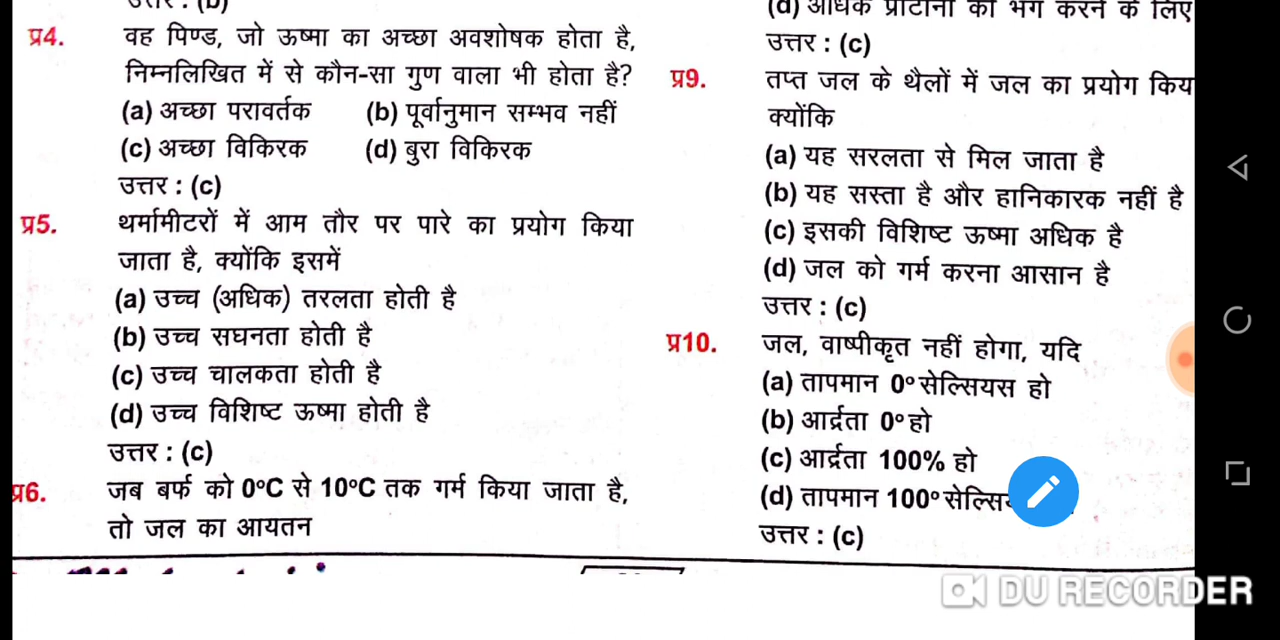 उत्तर : (b)
प्र4. वह पिण्ड, जो ऊष्मा का अच्छा अवशोषक होता है,
निम्नलिखित में से कौन-सा गुण वाला भी होता है?
(a) अच्छा परावर्तक (b) पूर्वानुमान सम्भव नहीं
(c) अच्छा विकिरक (d) बुरा विकिरक
उत्तर : (c)
प्र5. थर्मामीटरों में आम तौर पर पारे का प्रयोग किया
जाता है, क्योंकि इसमें
(a) उच्च (अधिक) तरलता होती है
(b) उच्च सघनता होती है
(c) उच्च चालकता होती है
(d) उच्च विशिष्ट ऊष्मा होती है
उत्तर : (c)
प्र6. जब बर्फ को 0°C से 10°C तक गर्म किया जाता है,
तो जल का आयतन
(d) अधिक प्रोटीनों को भंग करने के लिए
उत्तर : (c)
प्र9. तप्त जल के थैलों में जल का प्रयोग किय
क्योंकि
(a) यह सरलता से मिल जाता है
(b) यह सस्ता है और हानिकारक नहीं है
(c) इसकी विशिष्ट ऊष्मा अधिक है
(d) जल को गर्म करना आसान है
उत्तर : (c)
प्र10. जल, वाष्पीकृत नहीं होगा, यदि
(a) तापमान 0° सेल्सियस हो
(b) आर्द्रता 0° हो
(c) आर्द्रता 100% हो
(d) तापमान 100° सेल्सि
उत्तर : (c)
DU RECORDER